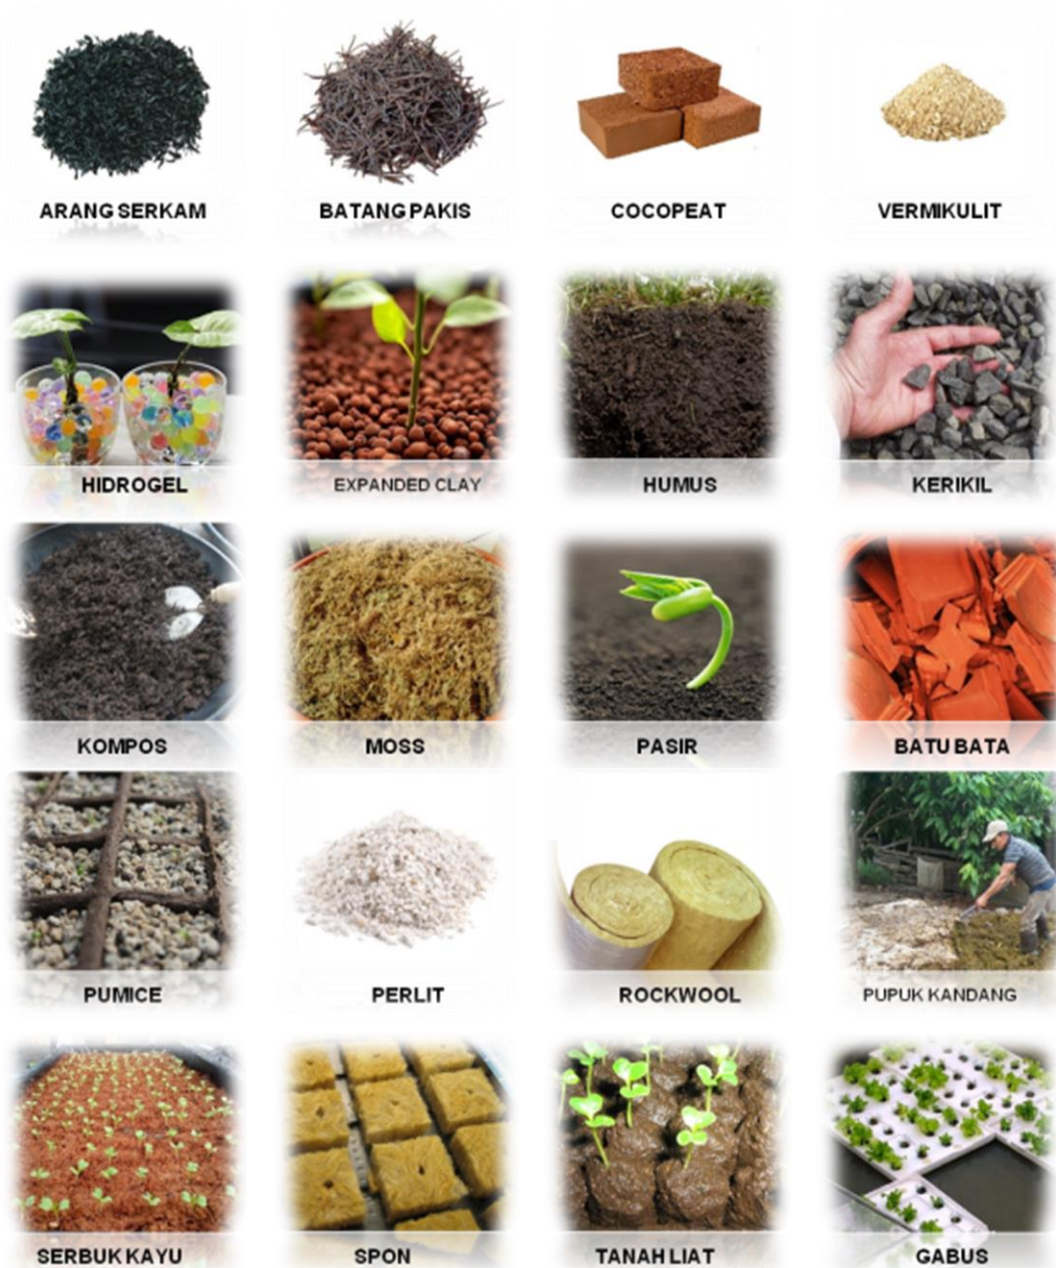 ARANG SERKAM
BATANG PAKIS
COCOPEAT
VERMIKULIT
HIDROGEL
EXPANDED CLAY
HUMUS
KERIKIL
KOMPOS
MOSS
PASIR
BATU BATA
PUMICE
PERLIT
ROCKWOOL
PUPUK KANDANG
SERBUK KAYU
SPON
TANAH LIAT
GABUS